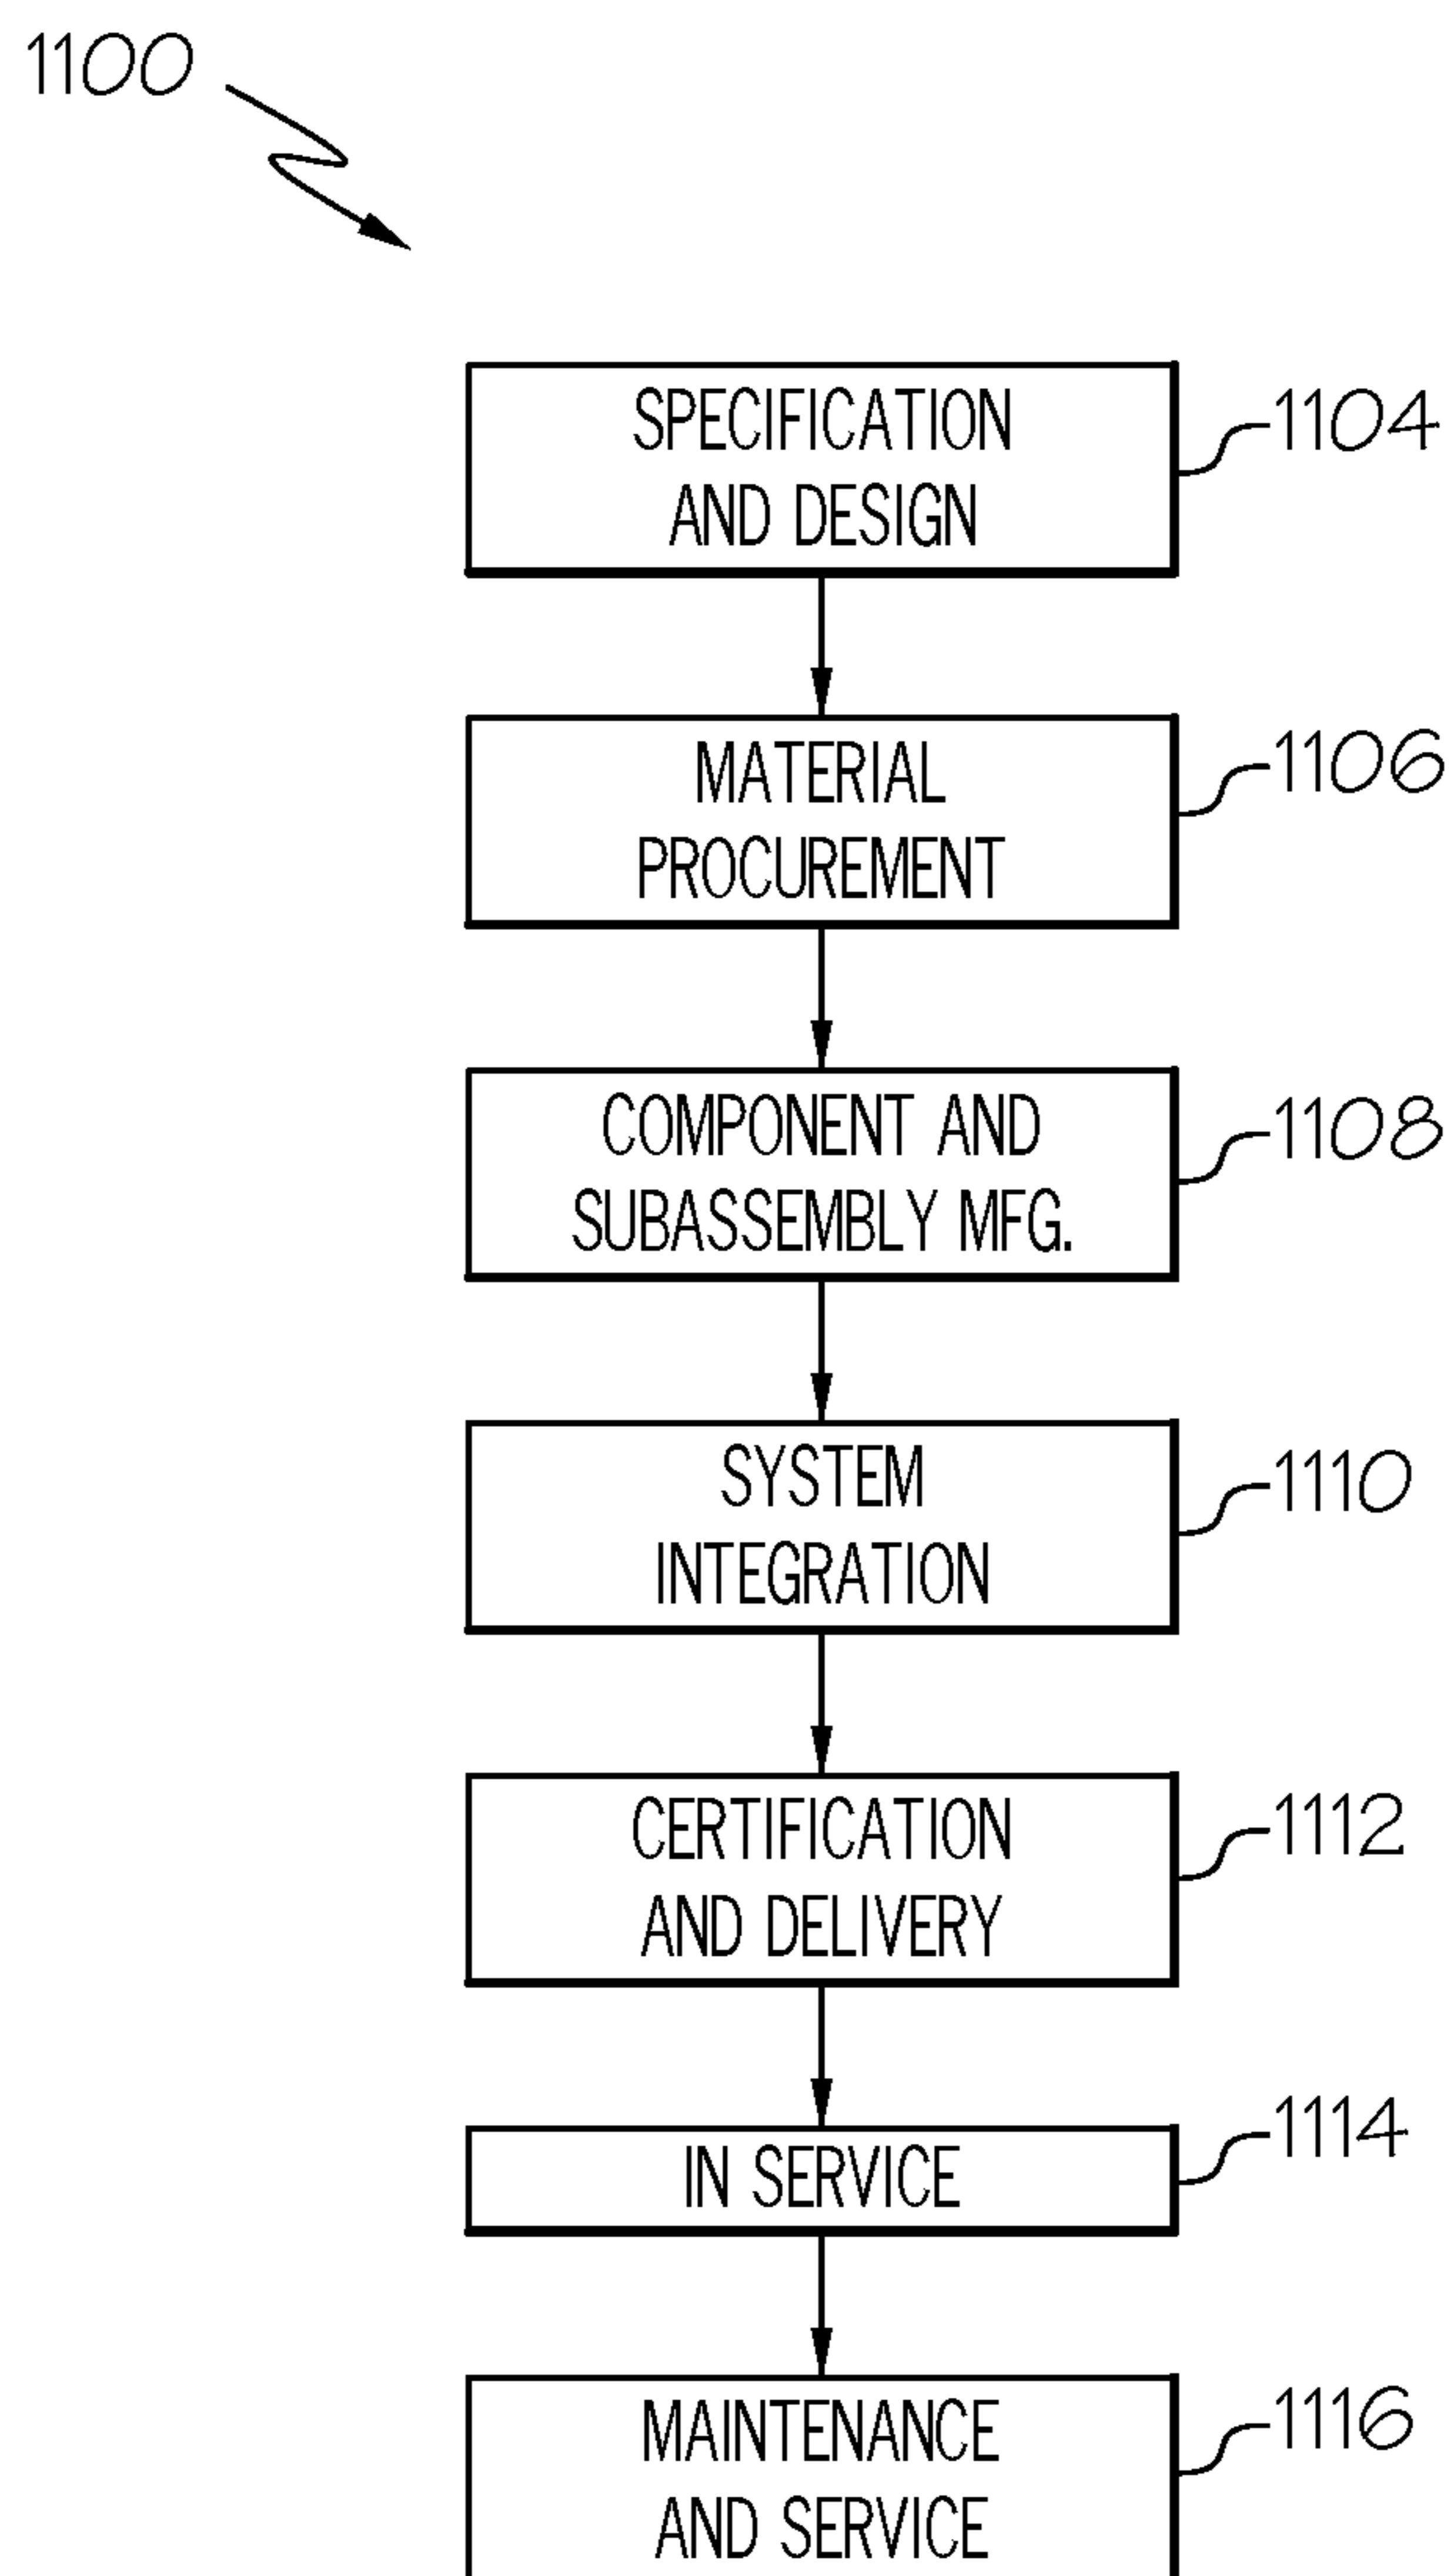 1100
SPECIFICATION
AND DESIGN
1104
MATERIAL
PROCUREMENT
1106
COMPONENT AND
SUBASSEMBLY MFG.
1108
SYSTEM
INTEGRATION
1110
CERTIFICATION
AND DELIVERY
1112
IN SERVICE
1114
MAINTENANCE
AND SERVICE
1116